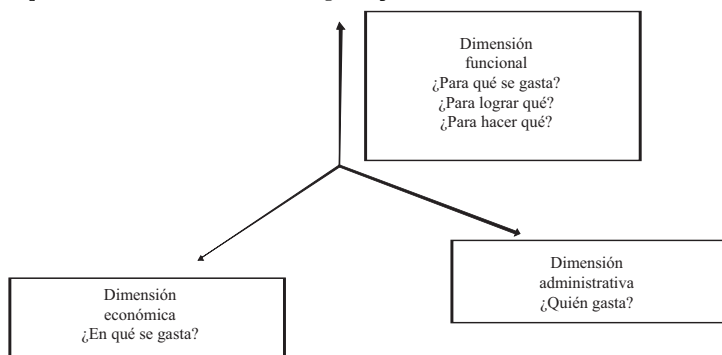 Dimensión
funcional
¿Para qué se gasta?
¿Para lograr qué?
¿Para hacer qué?
Dimensión
administrativa
¿Quién gasta?
Dimensión
económica
¿En qué se gasta?